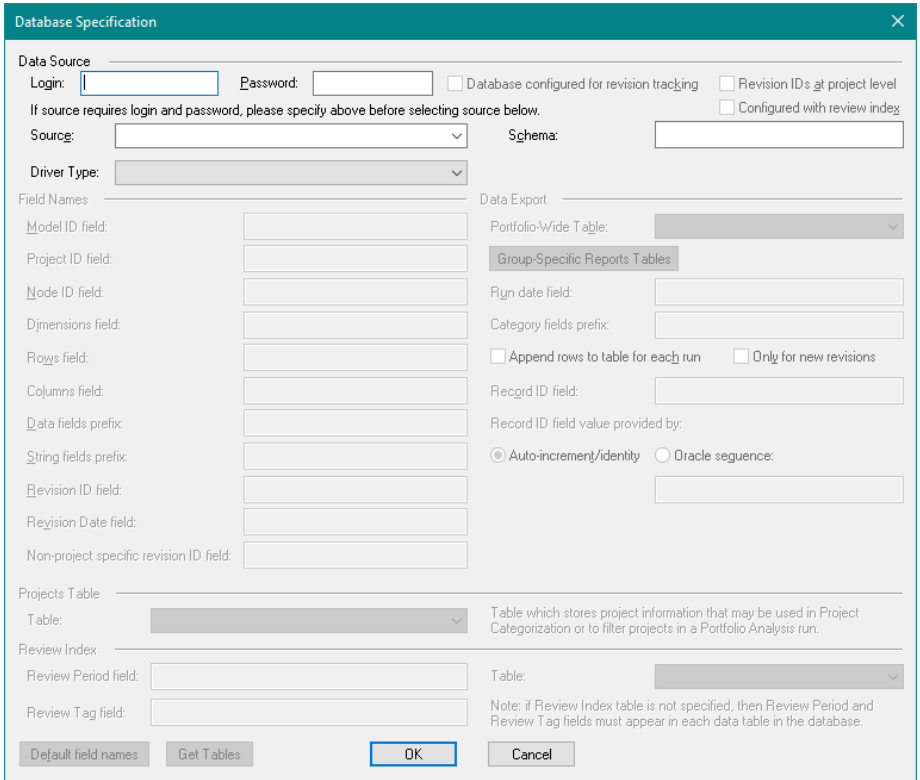 Database Specification
Data Source
Login: Password: Database configured for revision tracking Revision IDs at project level
If source requires login and password, please specify above before selecting source below. Configured with review index
Source: Schema:
Driver Type:
Field Names Data Export
Model ID field: Portfolio-Wide Table:
Project ID field: Group-Specific Reports Tables
Node ID field: Run date field:
Dimensions field: Category fields prefix:
Rows field: Append rows to table for each run Only for new revisions
Columns field: Record ID field:
Data fields prefix: Record ID field value provided by:
String fields prefix: Auto-increment/identity Oracle sequence:
Revision ID field:
Revision Date field:
Non-project specific revision ID field:
Projects Table
Table: Table which stores project information that may be used in Project
Categorization or to filter projects in a Portfolio Analysis run.
Review Index
Review Period field: Table:
Review Tag field: Note: if Review Index table is not specified, then Review Period and
Review Tag fields must appear in each data table in the database.
Default field names Get Tables OK Cancel